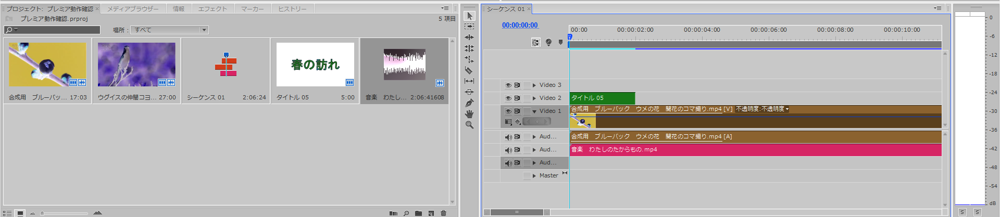 プロジェクト: プレミア動作確認 × メディアブラウザー 情報 エフェクト マーカー ヒストリー
プレミア動作確認.prproj 5 項目
場所: すべて
春の訪れ
合成用　ブルーバッ... 17:03
ウグイスの仲間コヨ... 27:00
シーケンス 01 2:06:24
タイトル 05 5:00
音楽　わたし... 2:06:41608
シーケンス 01 ×
00:00:00:00
00:00 00:00:02:00 00:00:04:00 00:00:06:00 00:00:08:00 00:00:10:00
Video 3
Video 2 タイトル 05
Video 1 合成用　ブルーバック　ウメの花　開花のコマ撮り.mp4 [V] 不透明度:不透明度
Aud... 合成用　ブルーバック　ウメの花　開花のコマ撮り.mp4 [A]
Aud... 音楽　わたしのたからもの.mp4
Aud...
Master
0
-6
-12
-18
-24
-30
-36
-42
-48
-54
dB
S S